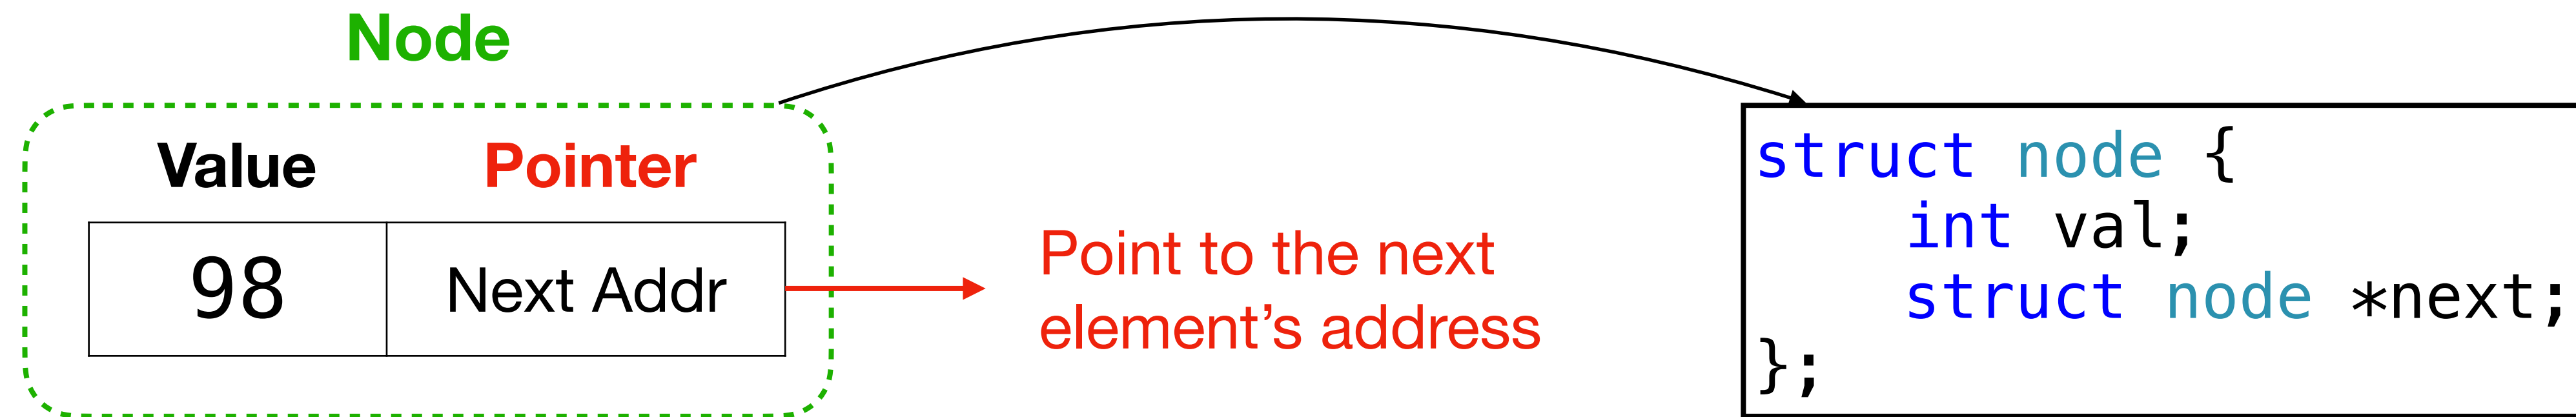 Node
Value Pointer
98 Next Addr
Point to the next
element’s address
struct node {
    int val;
    struct node *next;
};